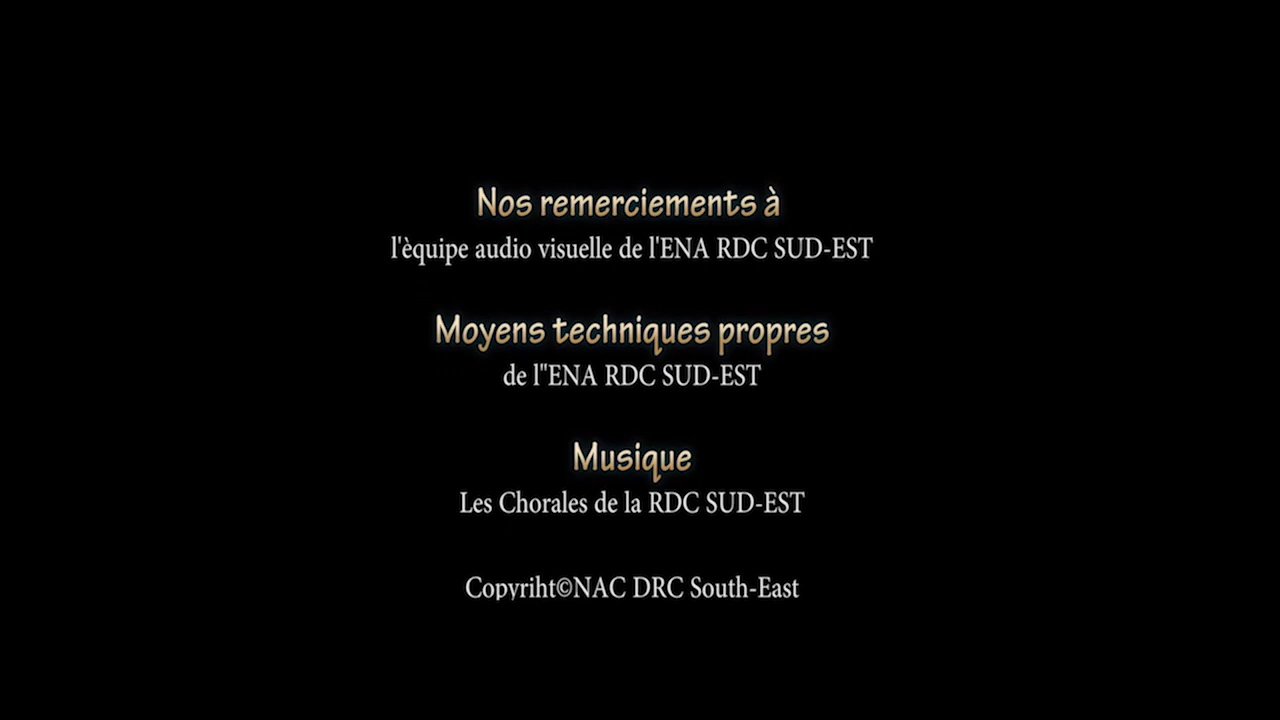 Nos remerciements à
l'èquipe audio visuelle de l'ENA RDC SUD-EST
Moyens techniques propres
de l''ENA RDC SUD-EST
Musique
Les Chorales de la RDC SUD-EST
Copyriht©NAC DRC South-East